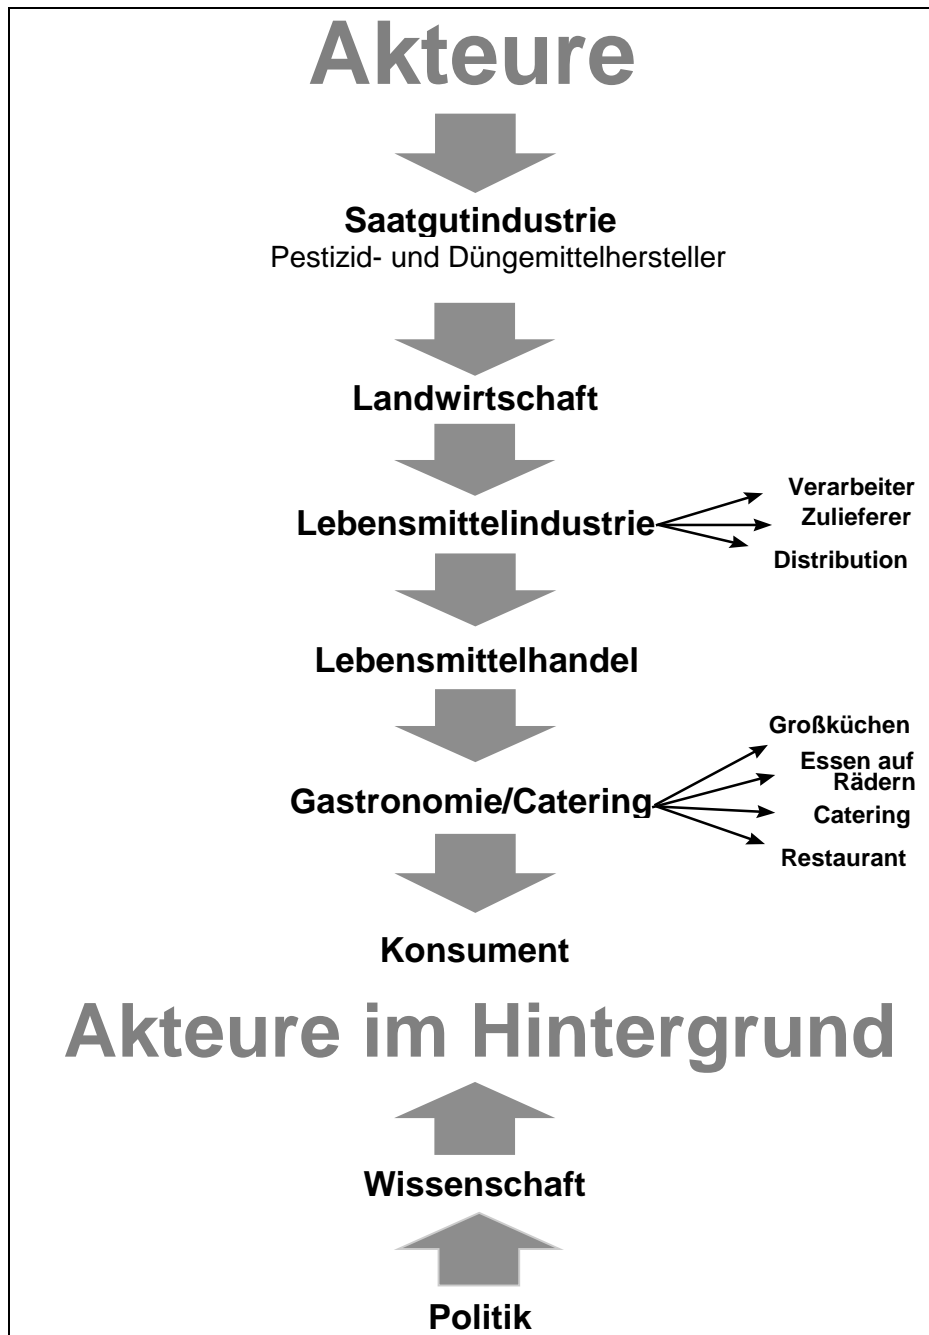 Akteure
Saatgutindustrie
Pestizid- und Düngemittelhersteller
Landwirtschaft
Lebensmittelindustrie
Verarbeiter
Zulieferer
Distribution
Lebensmittelhandel
Gastronomie/Catering
Großküchen
Essen auf
Rädern
Catering
Restaurant
Konsument
Akteure im Hintergrund
Wissenschaft
Politik